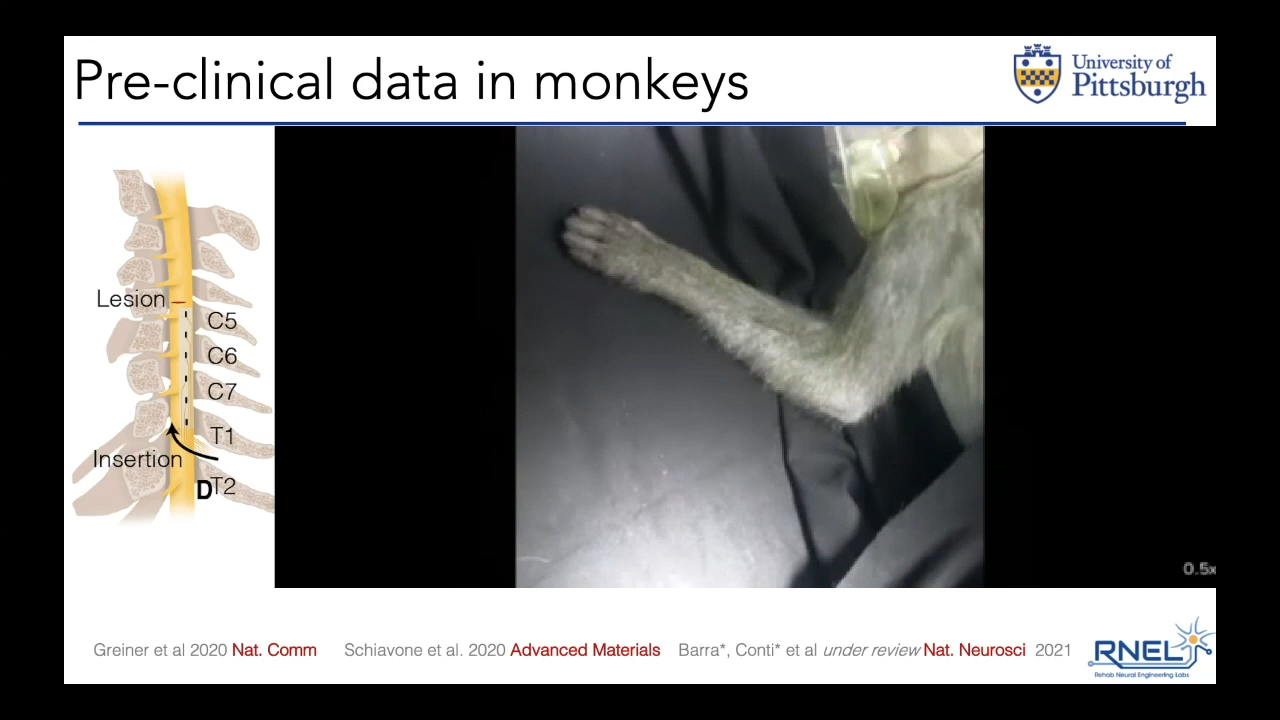 Pre-clinical data in monkeys
University of
Pittsburgh
Lesion
C5
C6
C7
T1
Insertion
D
T2
0.5x
Greiner et al 2020 Nat. Comm
Schiavone et al. 2020 Advanced Materials
Barra*, Conti* et al under review Nat. Neurosci 2021
RNEL
Rehab Neural Engineering Labs